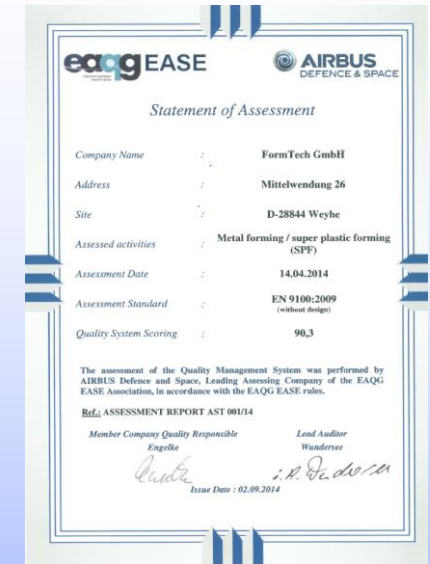 eaqg EASE
AIRBUS
DEFENCE & SPACE
Statement of Assessment
Company Name : FormTech GmbH
Address : Mittelwendung 26
Site : D-28844 Weyhe
Assessed activities : Metal forming / super plastic forming
(SPF)
Assessment Date : 14.04.2014
Assessment Standard : EN 9100:2009
(without design)
Quality System Scoring : 90,3
The assessment of the Quality Management System was performed by
AIRBUS Defence and Space, Leading Assessing Company of the EAQG
EASE Association, in accordance with the EAQG EASE rules.
Ref.: ASSESSMENT REPORT AST 001/14
Member Company Quality Responsible Lead Auditor
Engelke Wundersee
Issue Date : 02.09.2014